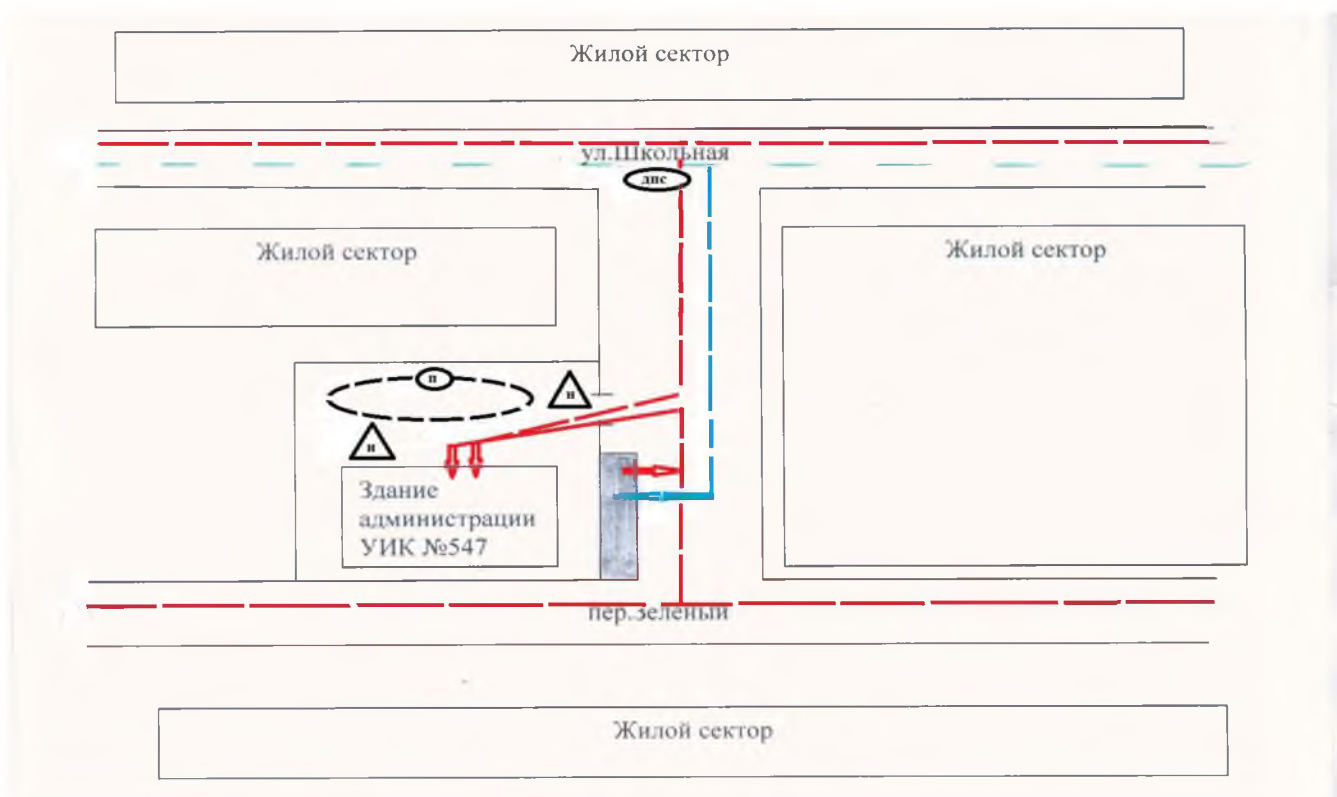 Жилой сектор
ул.Школьная
дпс
Жилой сектор
Жилой сектор
п
н
н
Здание
администрации
УИК №547
пер.Зеленый
Жилой сектор